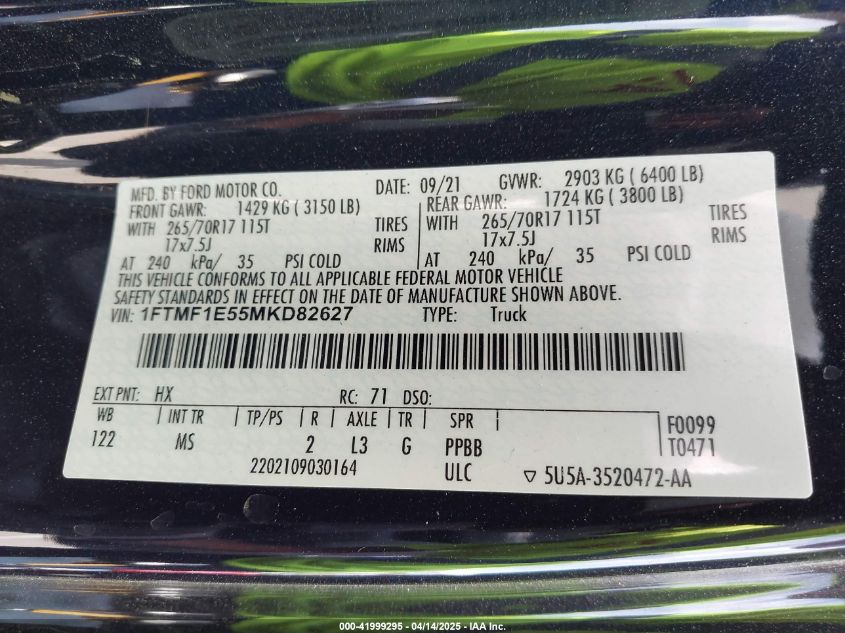 MFD. BY FORD MOTOR CO. DATE: 09/21 GVWR: 2903 KG ( 6400 LB)
FRONT GAWR: 1429 KG ( 3150 LB) REAR GAWR: 1724 KG ( 3800 LB)
WITH 265/70R17 115T TIRES WITH 265/70R17 115T TIRES
17x7.5J RIMS 17x7.5J RIMS
AT 240 kPa/ 35 PSI COLD AT 240 kPa/ 35 PSI COLD
THIS VEHICLE CONFORMS TO ALL APPLICABLE FEDERAL MOTOR VEHICLE
SAFETY STANDARDS IN EFFECT ON THE DATE OF MANUFACTURE SHOWN ABOVE.
VIN: 1FTMF1E55MKD82627 TYPE: Truck
EXT PNT: HX RC: 71 DSO:
WB INT TR TP/PS R AXLE TR SPR F0099
122 MS 2 L3 G PPBB T0471
2202109030164 ULC ▽ 5U5A-3520472-AA
000-41999295 - 04/14/2025 - IAA Inc.